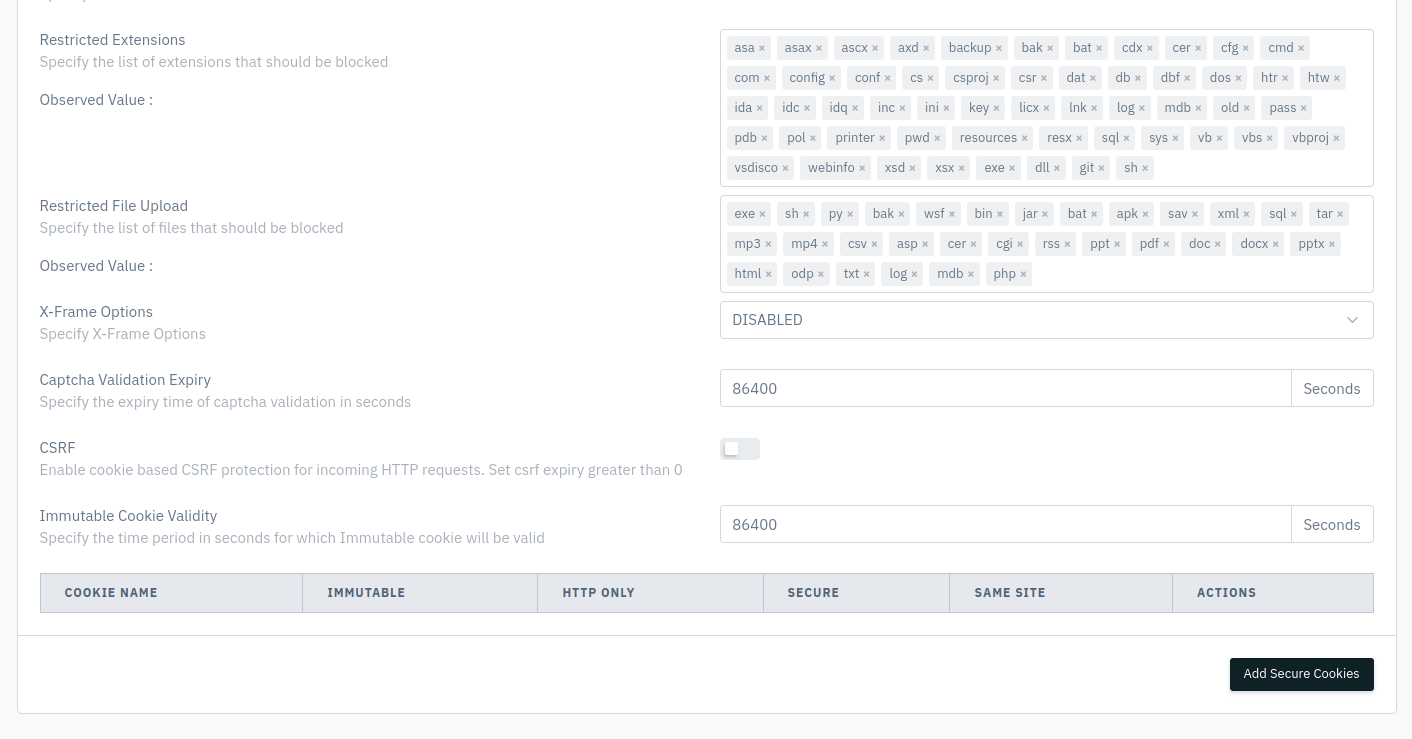 Restricted Extensions
Specify the list of extensions that should be blocked
Observed Value :
asa × asax × ascx × axd × backup × bak × bat × cdx × cer × cfg × cmd ×
com × config × conf × cs × csproj × csr × dat × db × dbf × dos × htr × htw ×
ida × idc × idq × inc × ini × key × licx × lnk × log × mdb × old × pass ×
pdb × pol × printer × pwd × resources × resx × sql × sys × vb × vbs × vbproj ×
vsdisco × webinfo × xsd × xsx × exe × dll × git × sh ×
Restricted File Upload
Specify the list of files that should be blocked
Observed Value :
exe × sh × py × bak × wsf × bin × jar × bat × apk × sav × xml × sql × tar ×
mp3 × mp4 × csv × asp × cer × cgi × rss × ppt × pdf × doc × docx × pptx ×
html × odp × txt × log × mdb × php ×
X-Frame Options
Specify X-Frame Options
DISABLED
Captcha Validation Expiry
Specify the expiry time of captcha validation in seconds
86400 Seconds
CSRF
Enable cookie based CSRF protection for incoming HTTP requests. Set csrf expiry greater than 0
Immutable Cookie Validity
Specify the time period in seconds for which Immutable cookie will be valid
86400 Seconds
COOKIE NAME IMMUTABLE HTTP ONLY SECURE SAME SITE ACTIONS
Add Secure Cookies